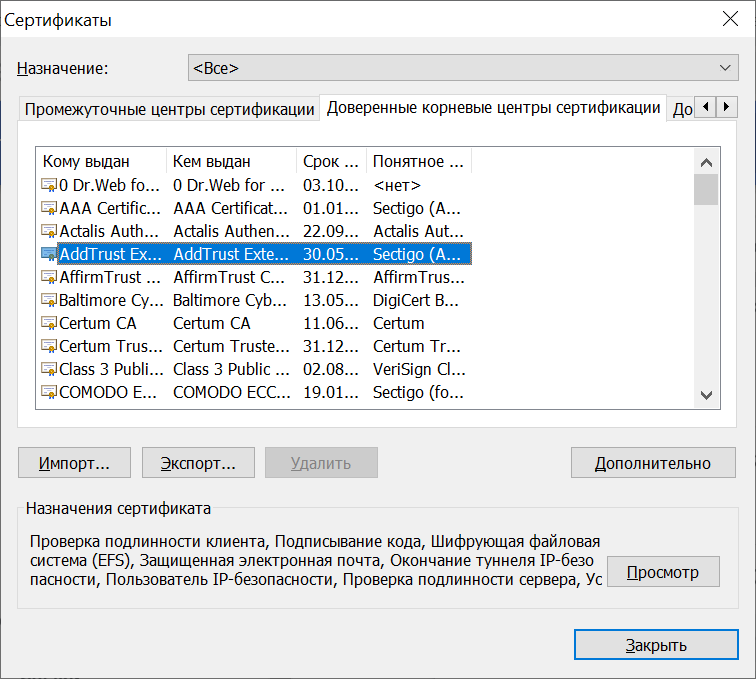 Сертификаты
Назначение: <Все>
Промежуточные центры сертификации Доверенные корневые центры сертификации До
Кому выдан Кем выдан Срок ... Понятное ...
0 Dr.Web fo... 0 Dr.Web for ... 03.10... <нет>
AAA Certific... AAA Certificat... 01.01... Sectigo (A...
Actalis Auth... Actalis Authen... 22.09... Actalis Aut...
AddTrust Ex... AddTrust Exte... 30.05... Sectigo (A...
AffirmTrust ... AffirmTrust C... 31.12... AffirmTrus...
Baltimore Cy... Baltimore Cyb... 13.05... DigiCert B...
Certum CA Certum CA 11.06... Certum
Certum Trus... Certum Truste... 31.12... Certum Tr...
Class 3 Publi... Class 3 Public ... 02.08... VeriSign Cl...
COMODO E... COMODO ECC... 19.01... Sectigo (fo...
Импорт... Экспорт... Удалить Дополнительно
Назначения сертификата
Проверка подлинности клиента, Подписывание кода, Шифрующая файловая
система (EFS), Защищенная электронная почта, Окончание туннеля IP-безо
пасности, Пользователь IP-безопасности, Проверка подлинности сервера, Ус
Просмотр
Закрыть